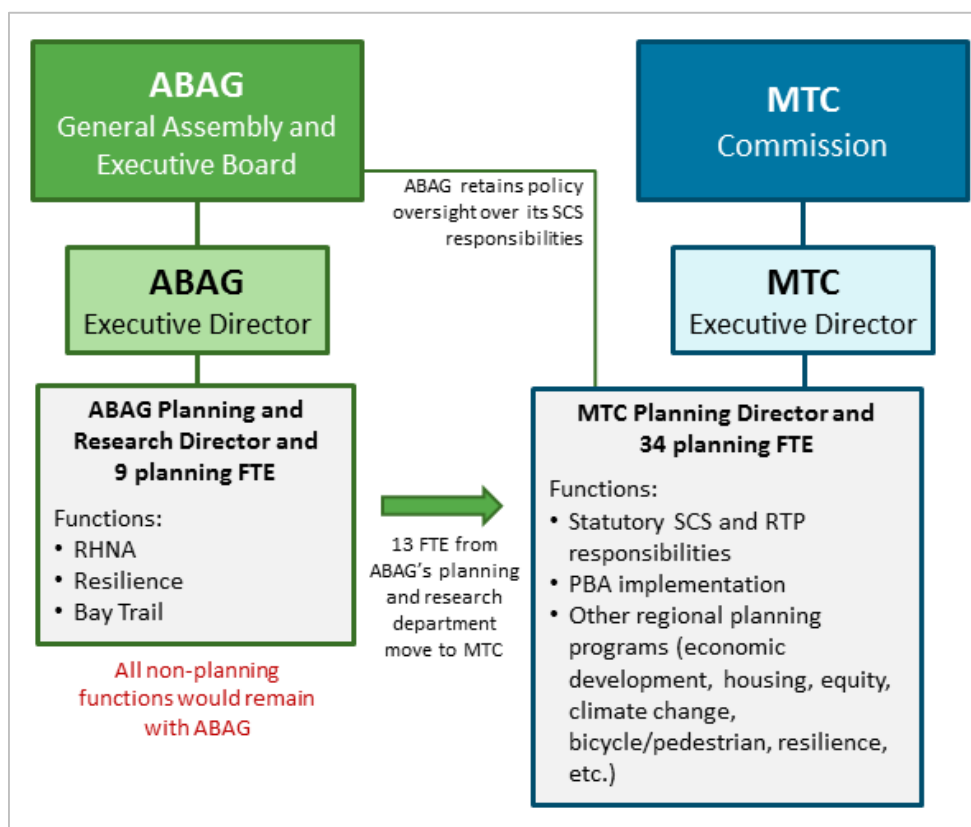 ABAG
General Assembly and
Executive Board
MTC
Commission
ABAG retains policy
oversight over its SCS
responsibilities
ABAG
Executive Director
MTC
Executive Director
ABAG Planning and
Research Director and
9 planning FTE
Functions:
• RHNA
• Resilience
• Bay Trail
All non-planning
functions would remain
with ABAG
13 FTE from
ABAG's planning
and research
department
move to MTC
MTC Planning Director and
34 planning FTE
Functions:
• Statutory SCS and RTP
responsibilities
• PBA implementation
• Other regional planning
programs (economic
development, housing, equity,
climate change,
bicycle/pedestrian, resilience,
etc.)